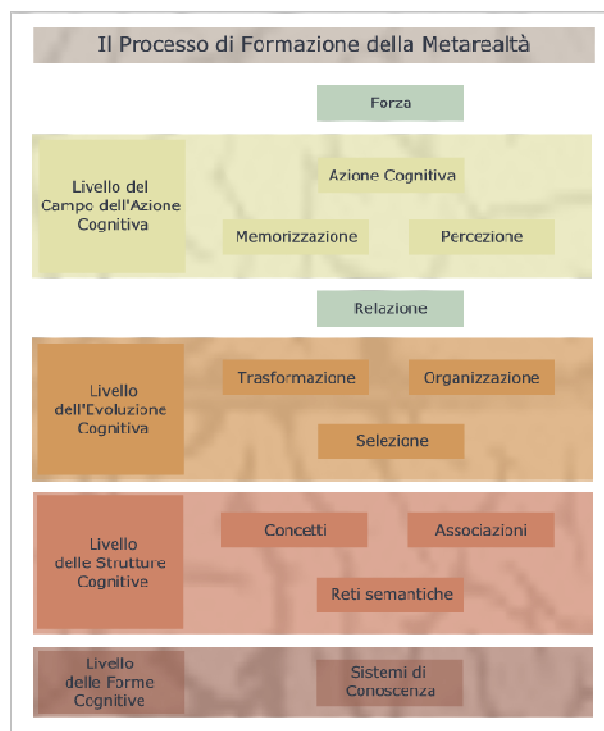 Il Processo di Formazione della Metarealtà
Forza
Livello del
Campo dell'Azione
Cognitiva
Azione Cognitiva
Memorizzazione
Percezione
Relazione
Livello
dell'Evoluzione
Cognitiva
Trasformazione
Organizzazione
Selezione
Livello
delle Strutture
Cognitive
Concetti
Associazioni
Reti semantiche
Livello
delle Forme
Cognitive
Sistemi di
Conoscenza